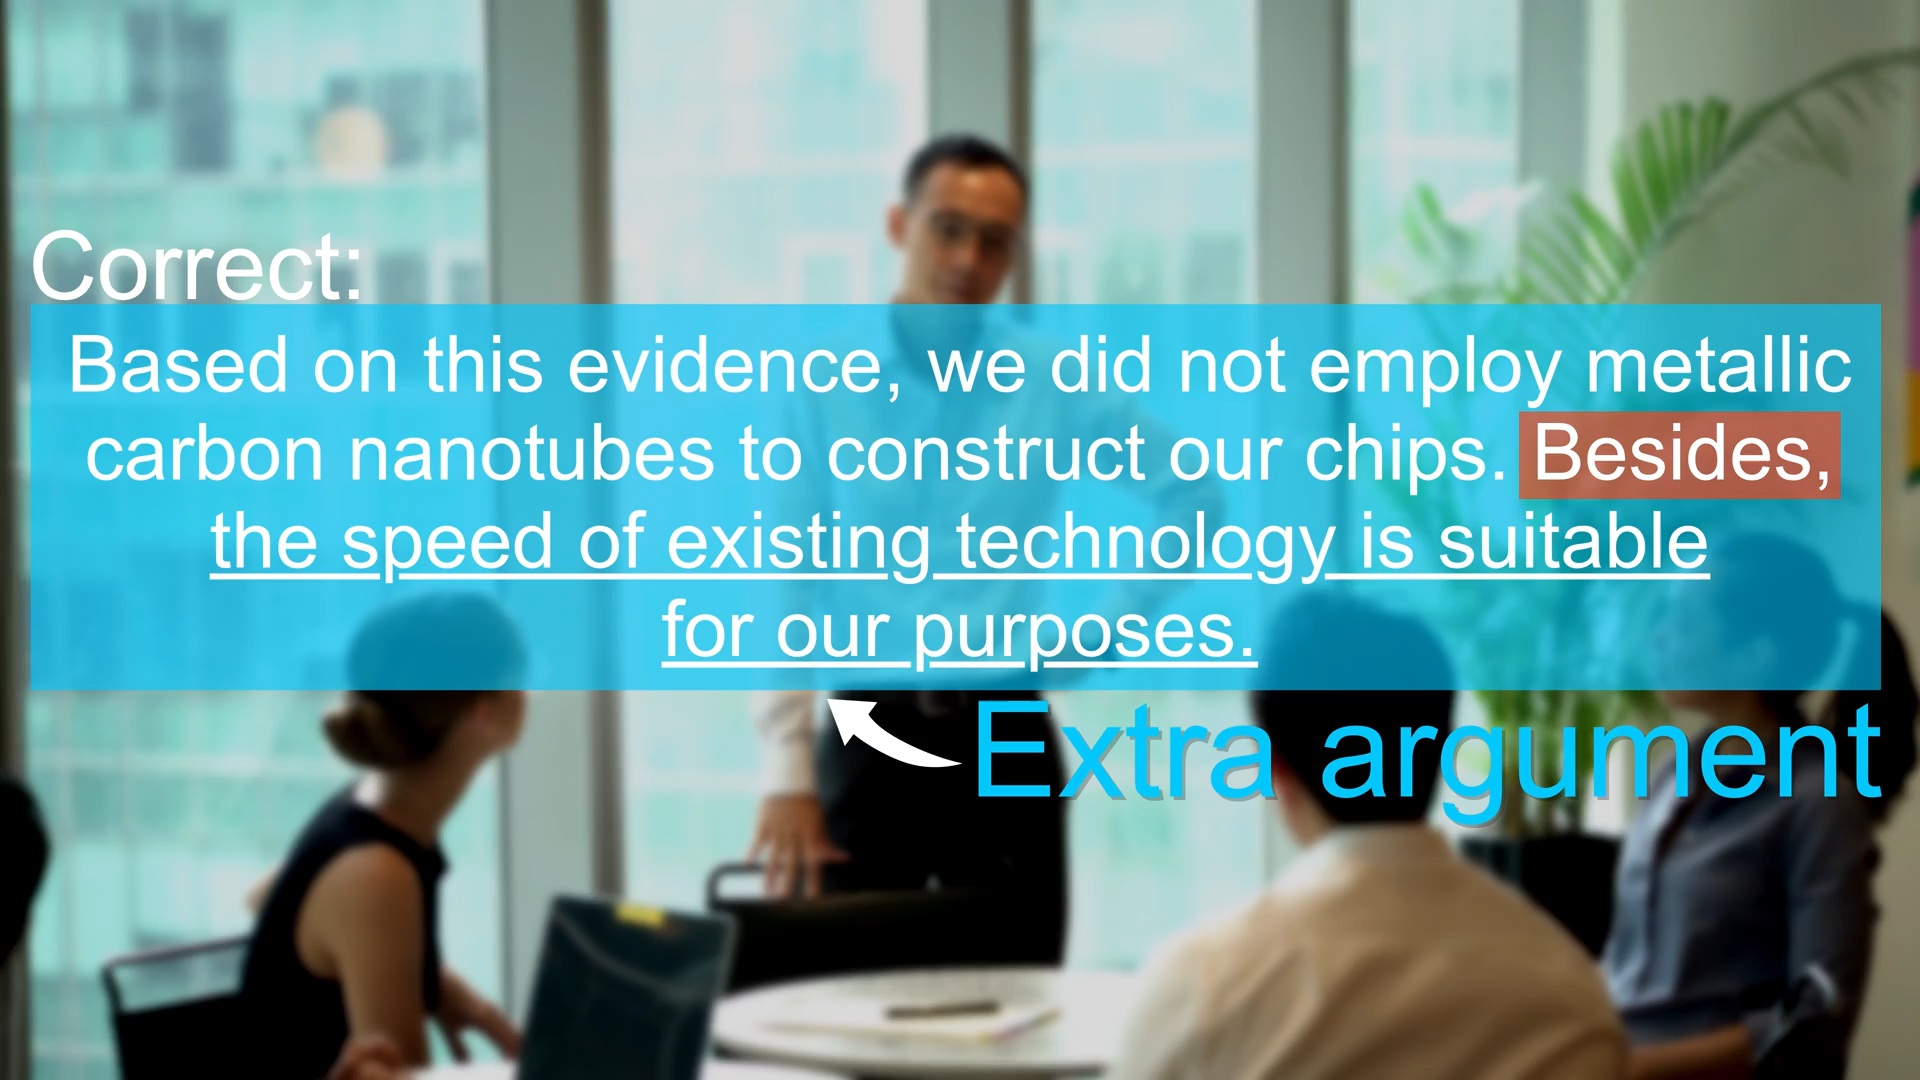 Correct:
Based on this evidence, we did not employ metallic
carbon nanotubes to construct our chips. Besides,
the speed of existing technology is suitable
for our purposes.
Extra argument